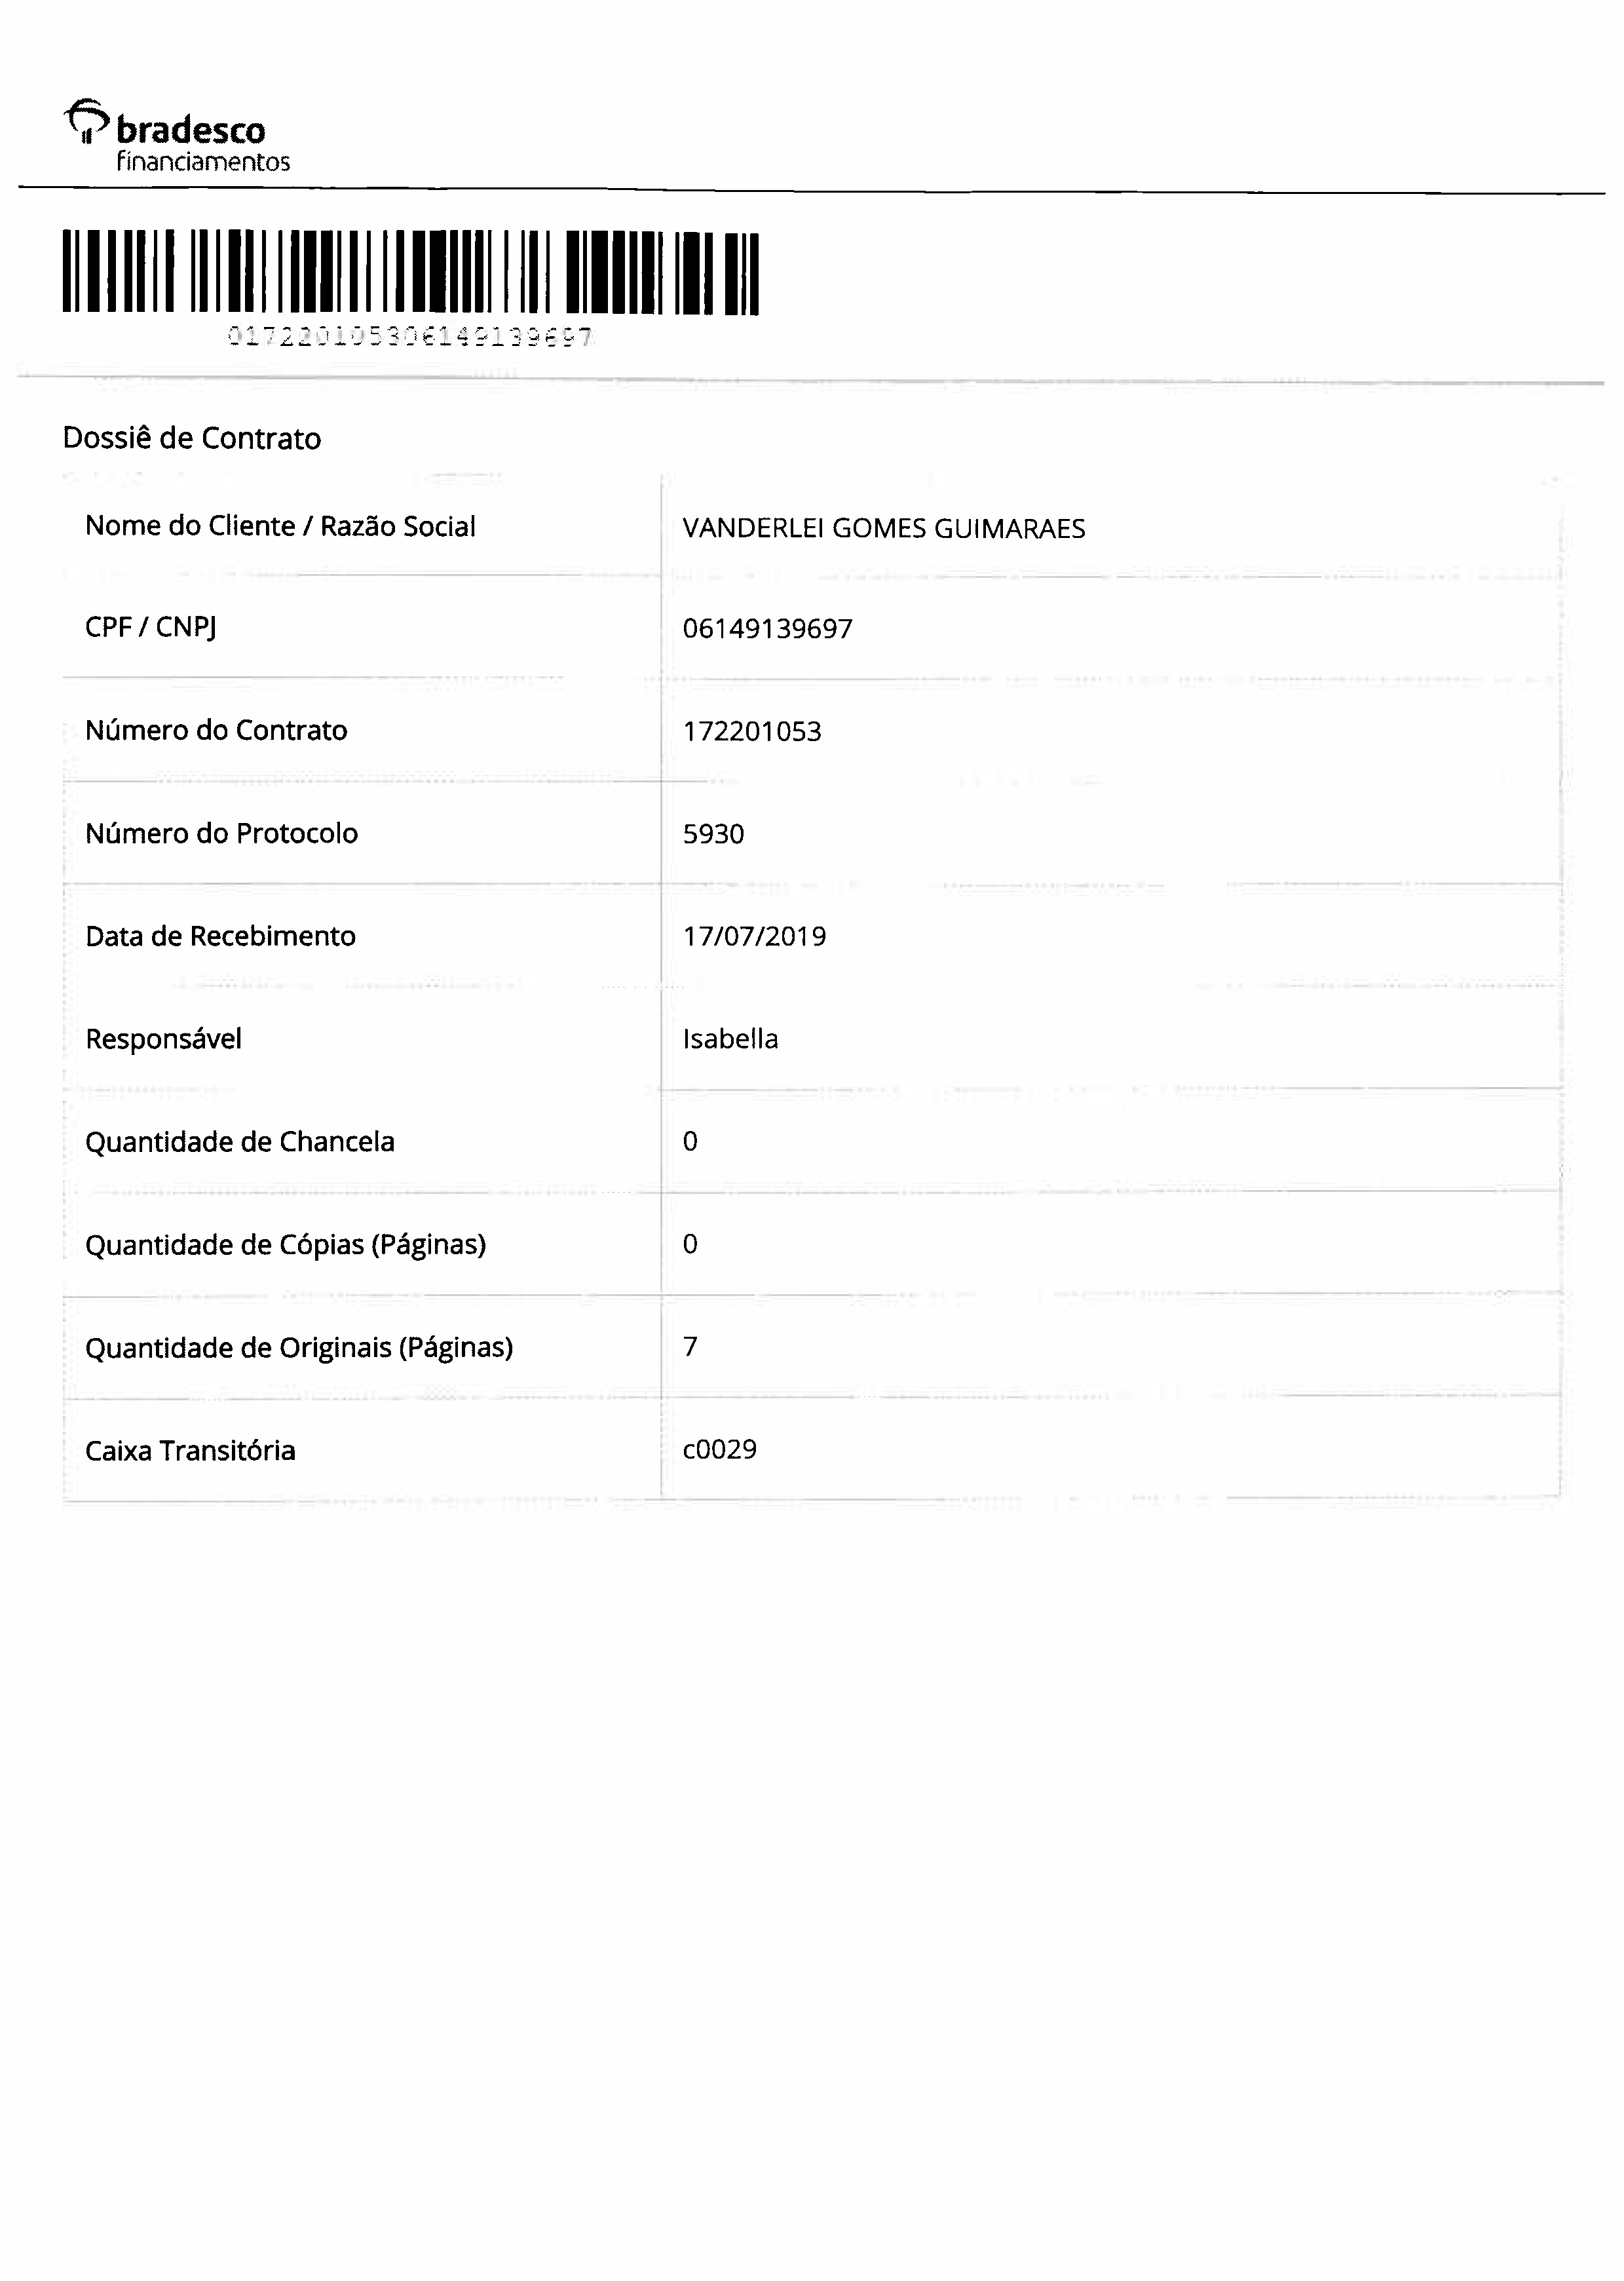 bradesco
financiamentos
017220105306149139697
Dossiê de Contrato
Nome do Cliente / Razão Social VANDERLEI GOMES GUIMARAES
CPF / CNPJ 06149139697
Número do Contrato 172201053
Número do Protocolo 5930
Data de Recebimento 17/07/2019
Responsável Isabella
Quantidade de Chancela 0
Quantidade de Cópias (Páginas) 0
Quantidade de Originais (Páginas) 7
Caixa Transitória c0029